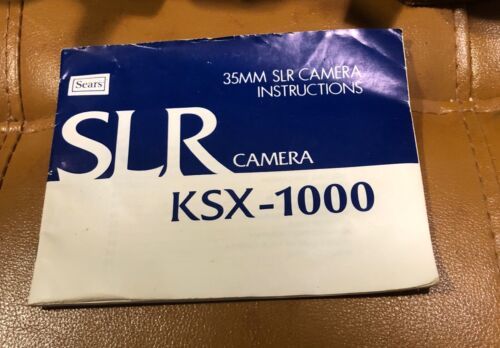 Sears
35MM SLR CAMERA
INSTRUCTIONS
SLR CAMERA
KSX-1000